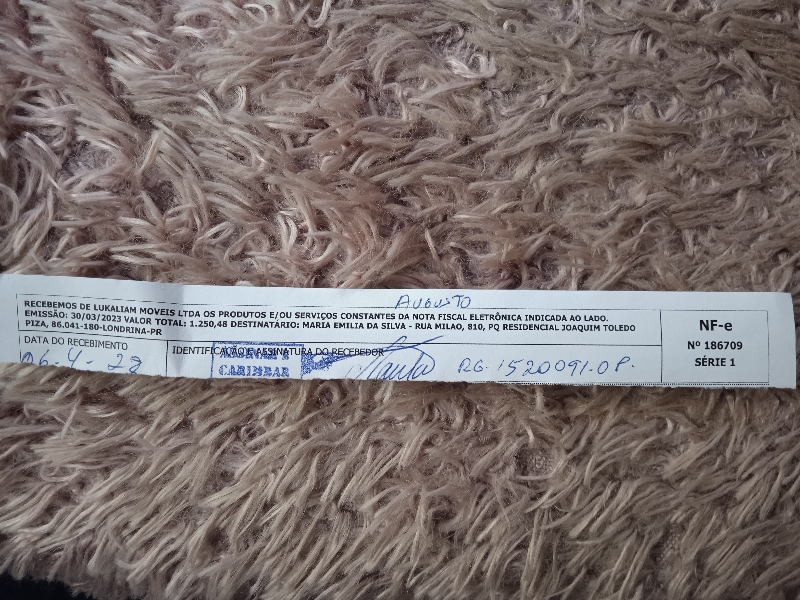 AUGUSTO
RECEBEMOS DE LUKALIAM MOVEIS LTDA OS PRODUTOS E/OU SERVIÇOS CONSTANTES DA NOTA FISCAL ELETRÔNICA INDICADA AO LADO.
EMISSÃO: 30/03/2023 VALOR TOTAL: 1.250,48 DESTINATÁRIO: MARIA EMILIA DA SILVA - RUA MILAO, 810, PQ RESIDENCIAL JOAQUIM TOLEDO
PIZA, 86.041-180-LONDRINA-PR
DATA DO RECEBIMENTO
06-4-28
IDENTIFICAÇÃO E ASSINATURA DO RECEBEDOR
CARIMBAR
RG. 1520091-0 P.
NF-e
Nº 186709
SÉRIE 1